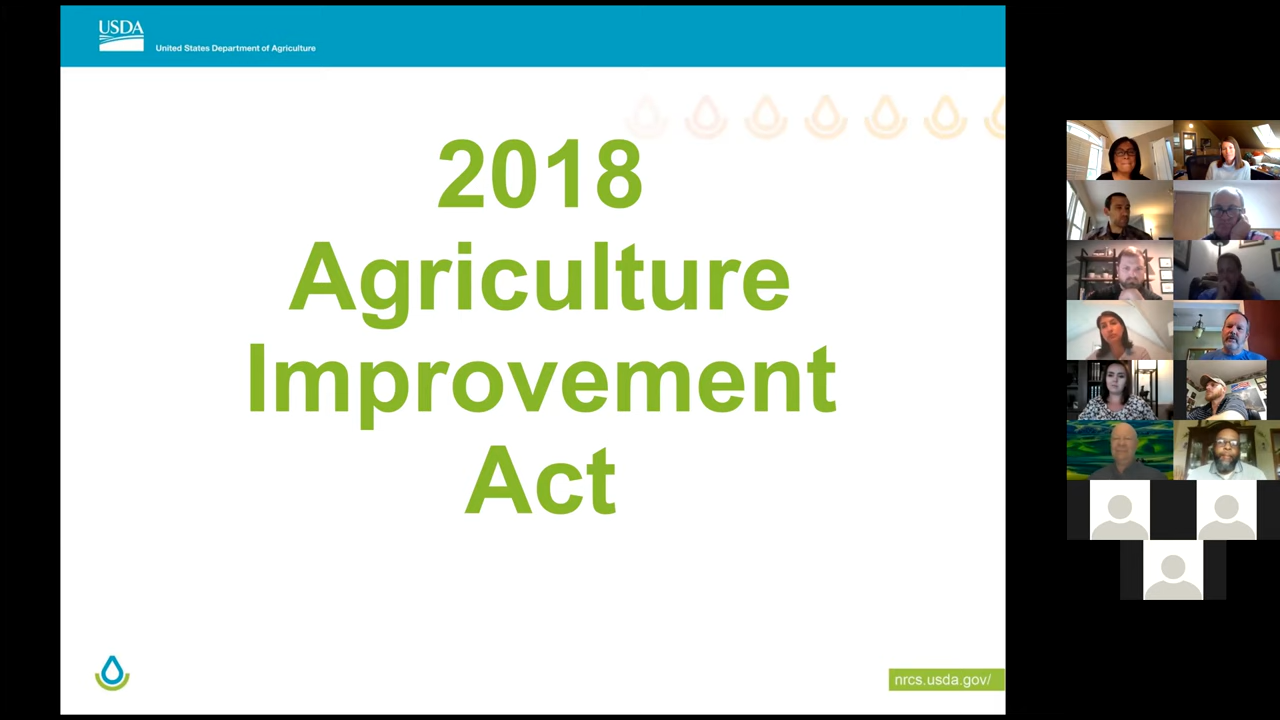 USDA
United States Department of Agriculture
2018
Agriculture
Improvement
Act
nrcs.usda.gov/